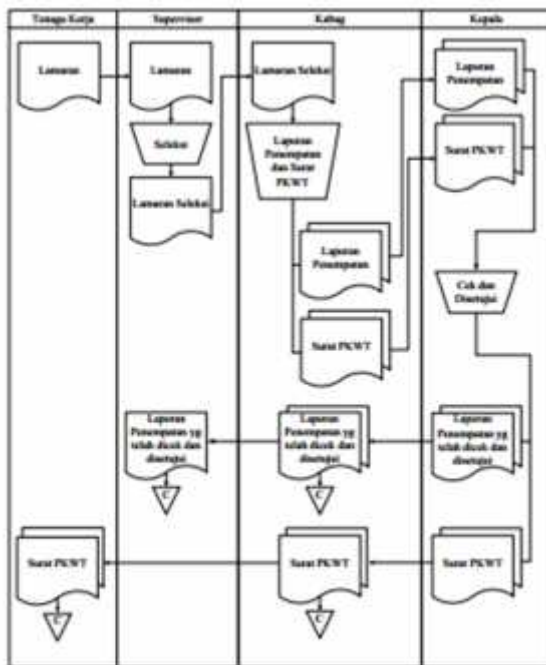 Tenaga Kerja
Supervisor
Kabag
Kepala
Lamaran
Lamaran
Lamaran Seleksi
Laporan
Penempatan
Seleksi
Laporan
Penempatan
dan Surat
PKWT
Surat PKWT
Lamaran Seleksi
Laporan
Penempatan
Cek dan
Disetujui
Surat PKWT
Laporan
Penempatan yg
telah dicek dan
disetujui
Laporan
Penempatan yg
telah dicek dan
disetujui
Laporan
Penempatan yg
telah dicek dan
disetujui
C
C
Surat PKWT
Surat PKWT
Surat PKWT
C
C